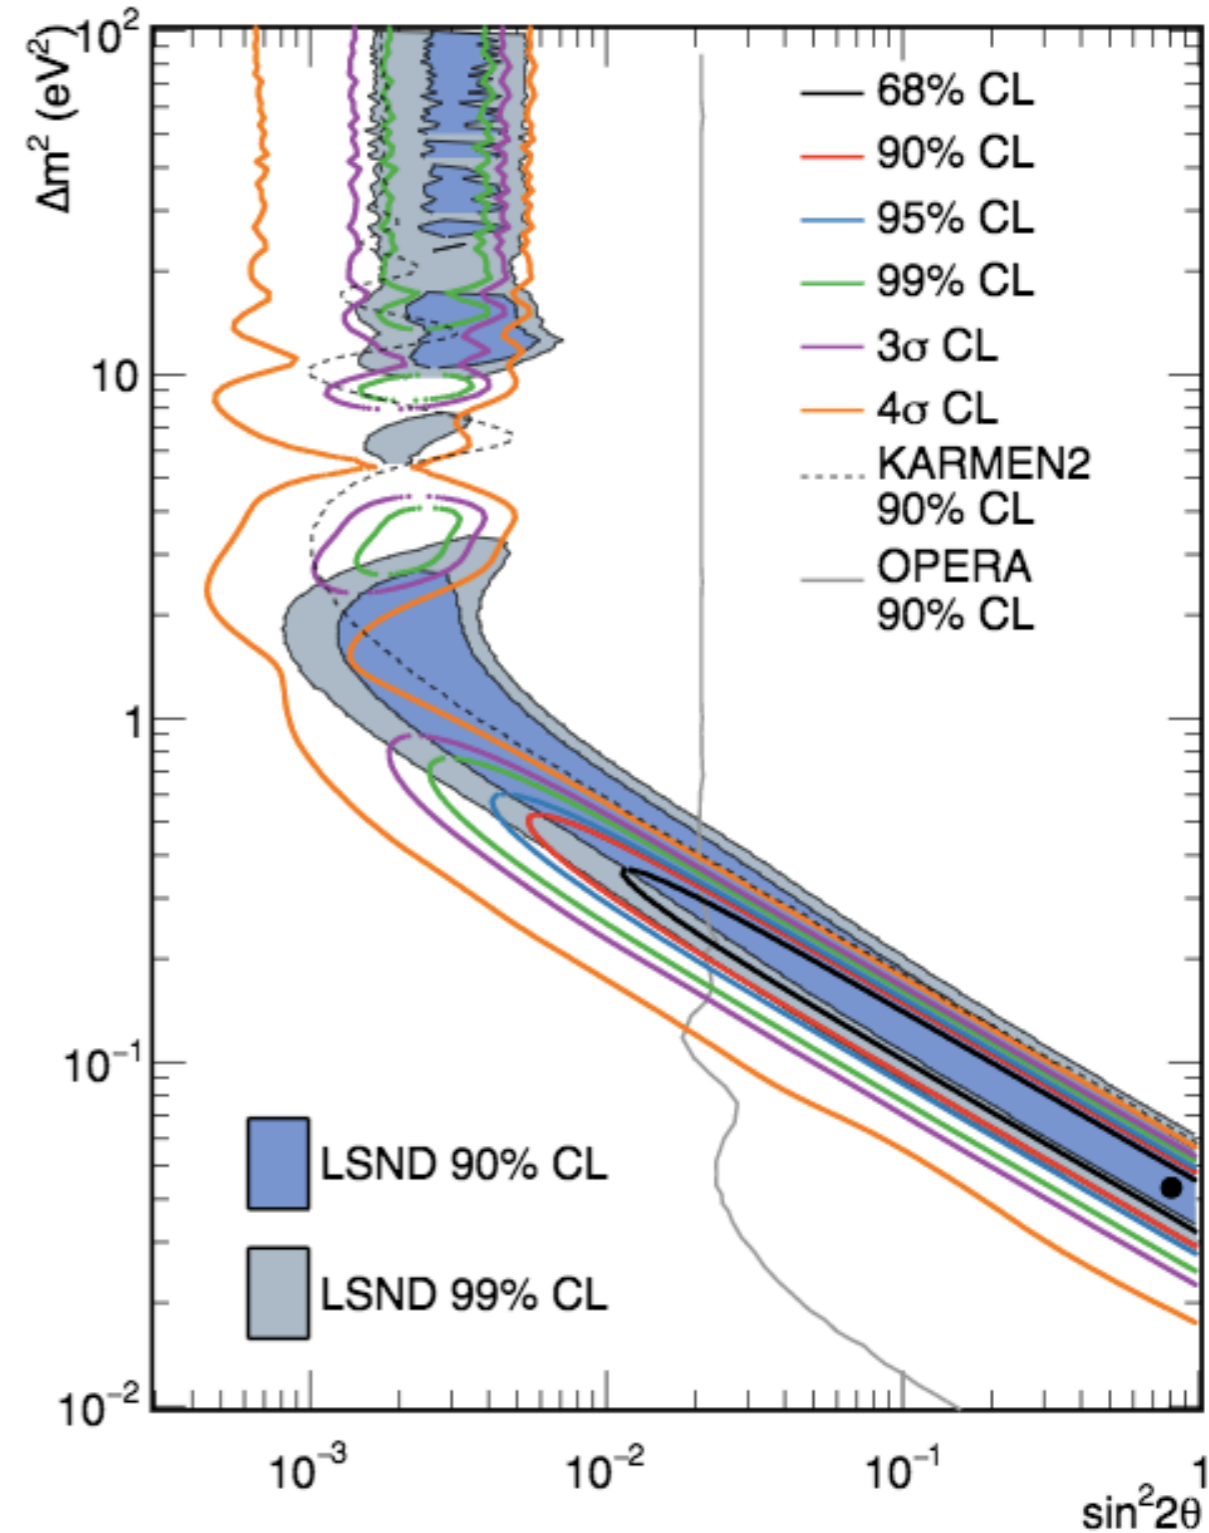 Δm² (eV²)
10²
10
1
10⁻¹
10⁻²
68% CL
90% CL
95% CL
99% CL
3σ CL
4σ CL
KARMEN2
90% CL
OPERA
90% CL
LSND 90% CL
LSND 99% CL
10⁻³
10⁻²
10⁻¹
1
sin²2θ